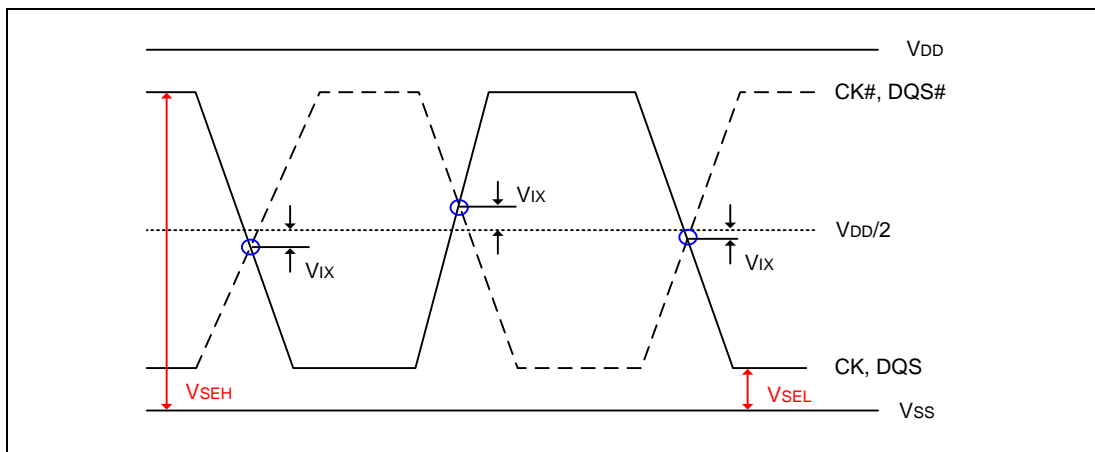 VDD
CK#, DQS#
VIX
VDD/2
VIX
VIX
CK, DQS
VSEH
VSEL
VSS